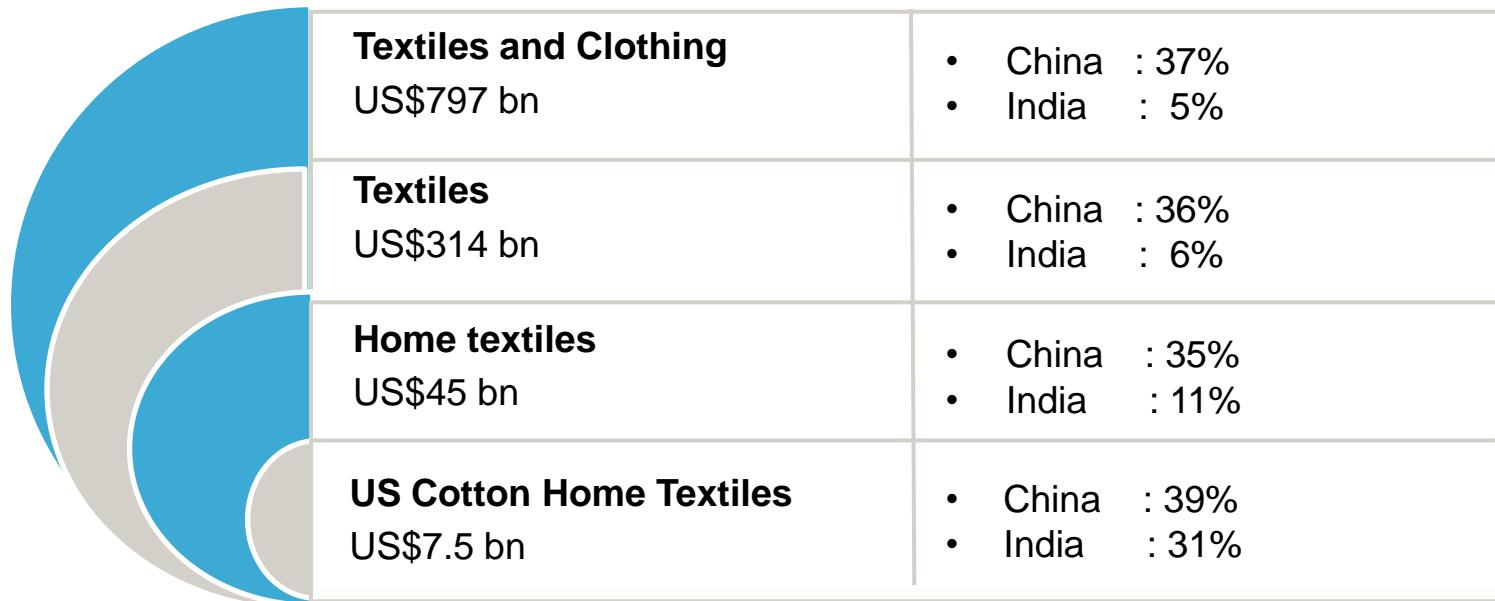 Textiles and Clothing
US$797 bn
• China : 37%
• India : 5%
Textiles
US$314 bn
• China : 36%
• India : 6%
Home textiles
US$45 bn
• China : 35%
• India : 11%
US Cotton Home Textiles
US$7.5 bn
• China : 39%
• India : 31%